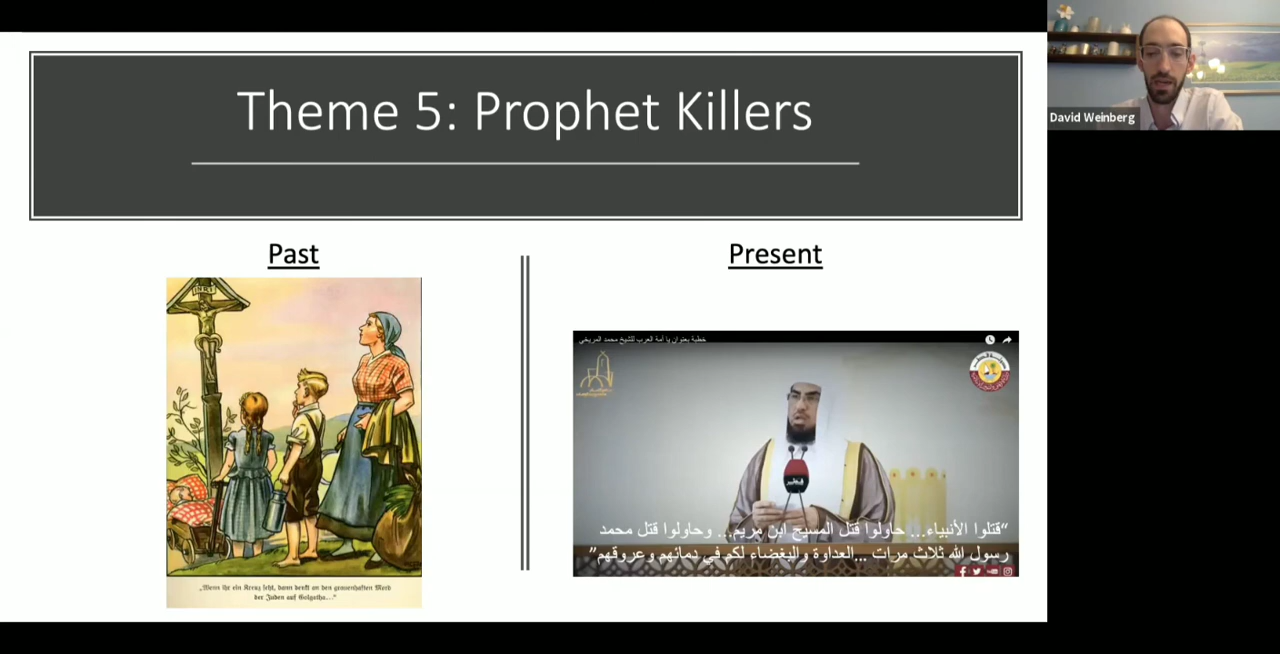 Theme 5: Prophet Killers
David Weinberg
Past
Present
INRI
„Wenn ihr ein Kreuz seht, dann denkt an den grauenhaften Mord
der Juden auf Golgatha...“
خطبة بعنوان يا أمة العرب للشيخ محمد المريخي
قطر
“قتلوا الأنبياء... حاولوا قتل المسيح ابن مريم... وحاولوا قتل محمد
رسول الله ثلاث مرات ...العداوة والبغضاء لكم في دمائهم وعروقهم”